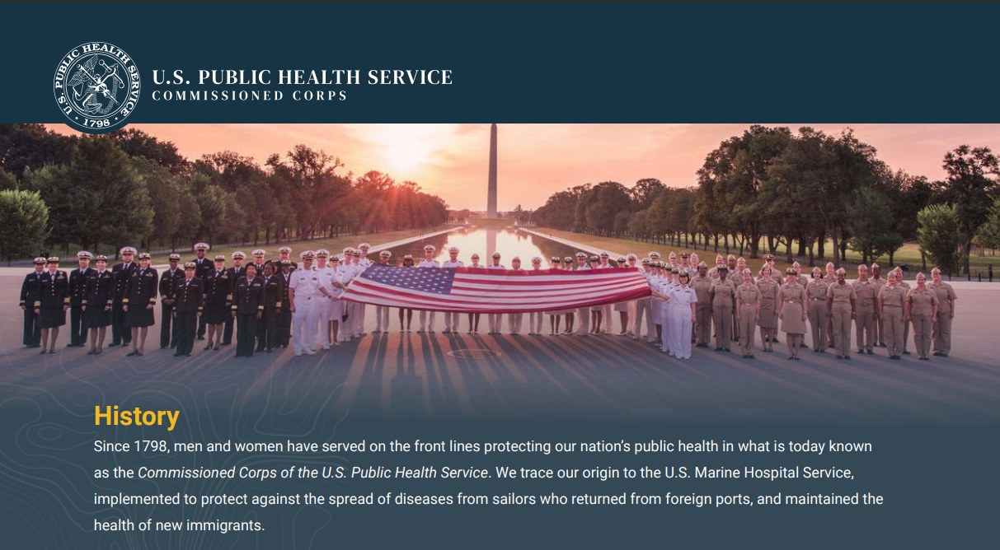 U.S. PUBLIC HEALTH SERVICE
1798
U.S. PUBLIC HEALTH SERVICE
COMMISSIONED CORPS
History
Since 1798, men and women have served on the front lines protecting our nation’s public health in what is today known
as the Commissioned Corps of the U.S. Public Health Service. We trace our origin to the U.S. Marine Hospital Service,
implemented to protect against the spread of diseases from sailors who returned from foreign ports, and maintained the
health of new immigrants.